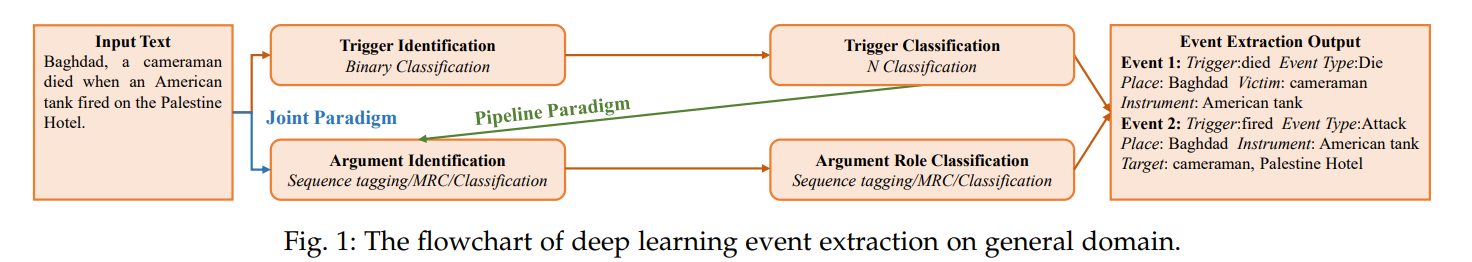 Input Text
Baghdad, a cameraman
died when an American
tank fired on the Palestine
Hotel.
Trigger Identification
Binary Classification
Trigger Classification
N Classification
Joint Paradigm
Pipeline Paradigm
Argument Identification
Sequence tagging/MRC/Classification
Argument Role Classification
Sequence tagging/MRC/Classification
Event Extraction Output
Event 1: Trigger:died Event Type:Die
Place: Baghdad Victim: cameraman
Instrument: American tank
Event 2: Trigger:fired Event Type:Attack
Place: Baghdad Instrument: American tank
Target: cameraman, Palestine Hotel
Fig. 1: The flowchart of deep learning event extraction on general domain.